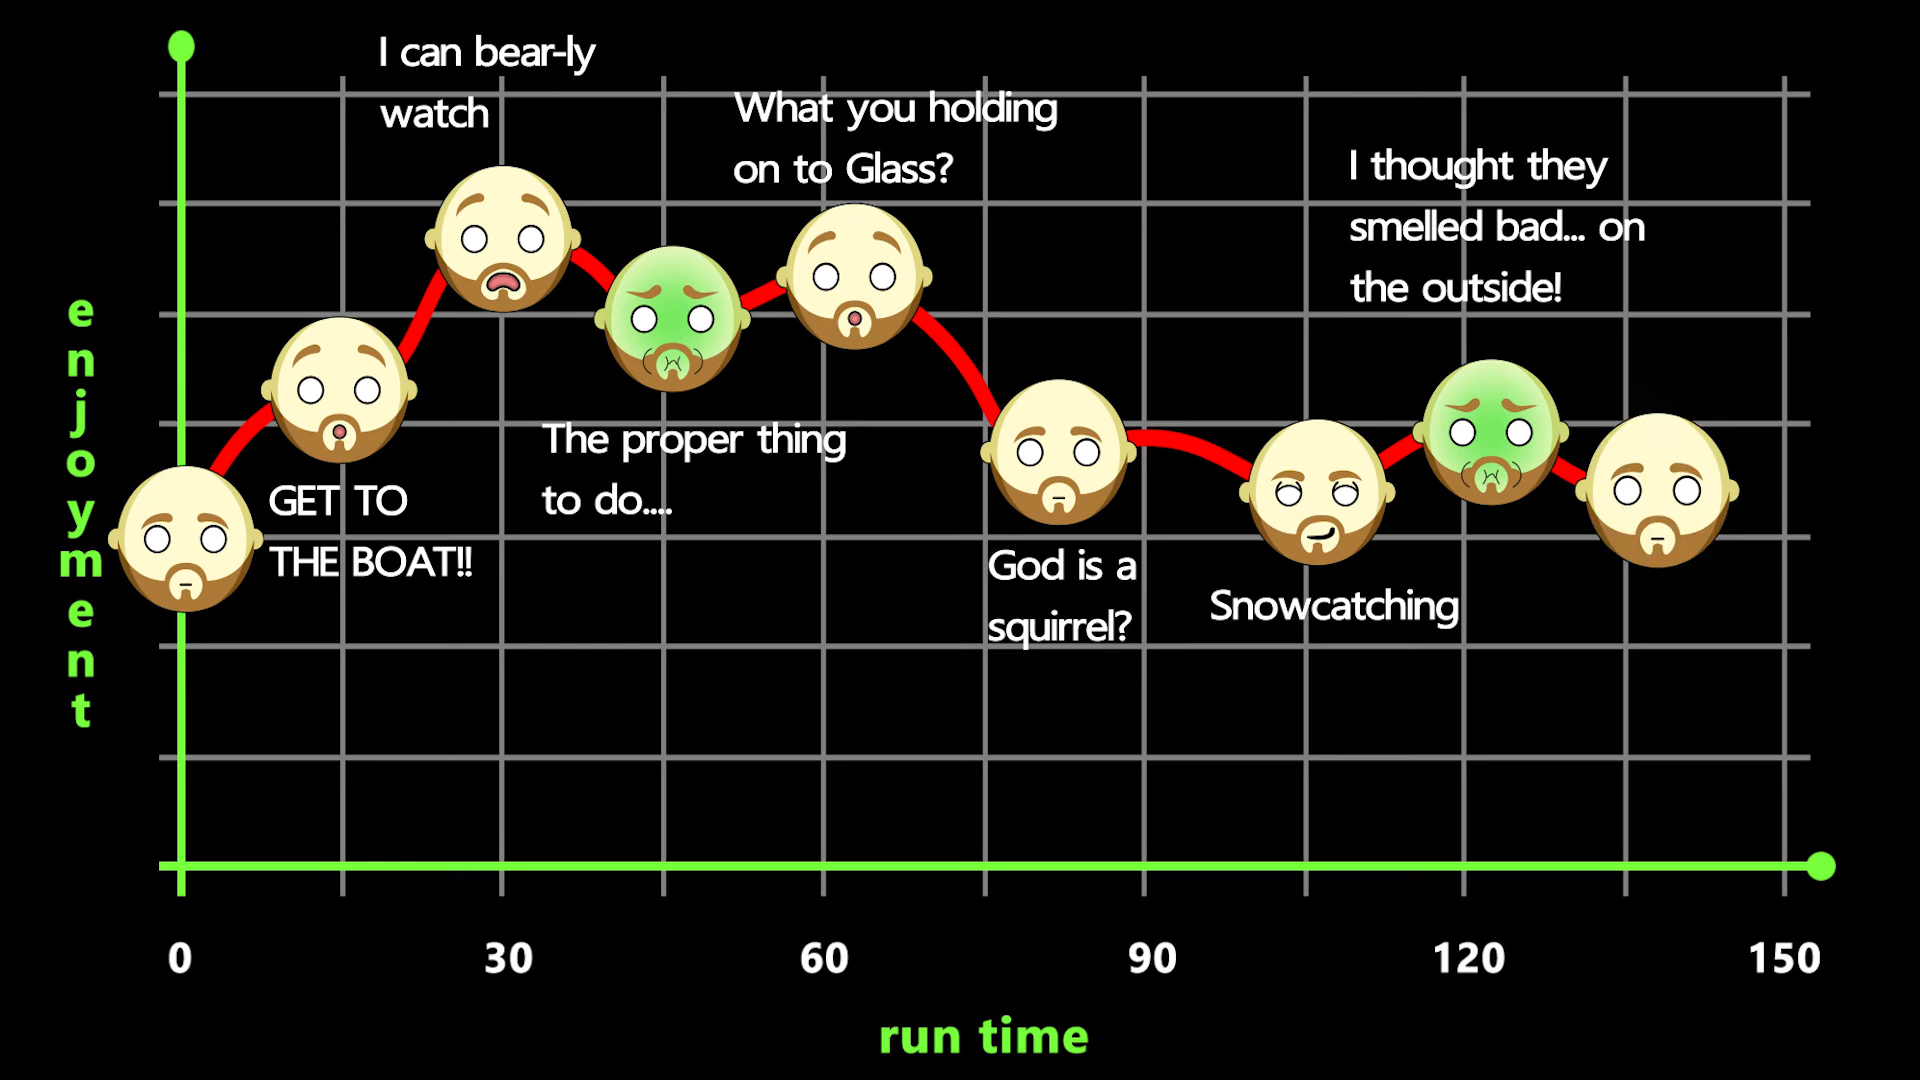 I can bear-ly
watch
What you holding
on to Glass?
I thought they
smelled bad... on
the outside!
enjoyment
GET TO
THE BOAT!!
The proper thing
to do....
God is a
squirrel?
Snowcatching
0 30 60 90 120 150
run time